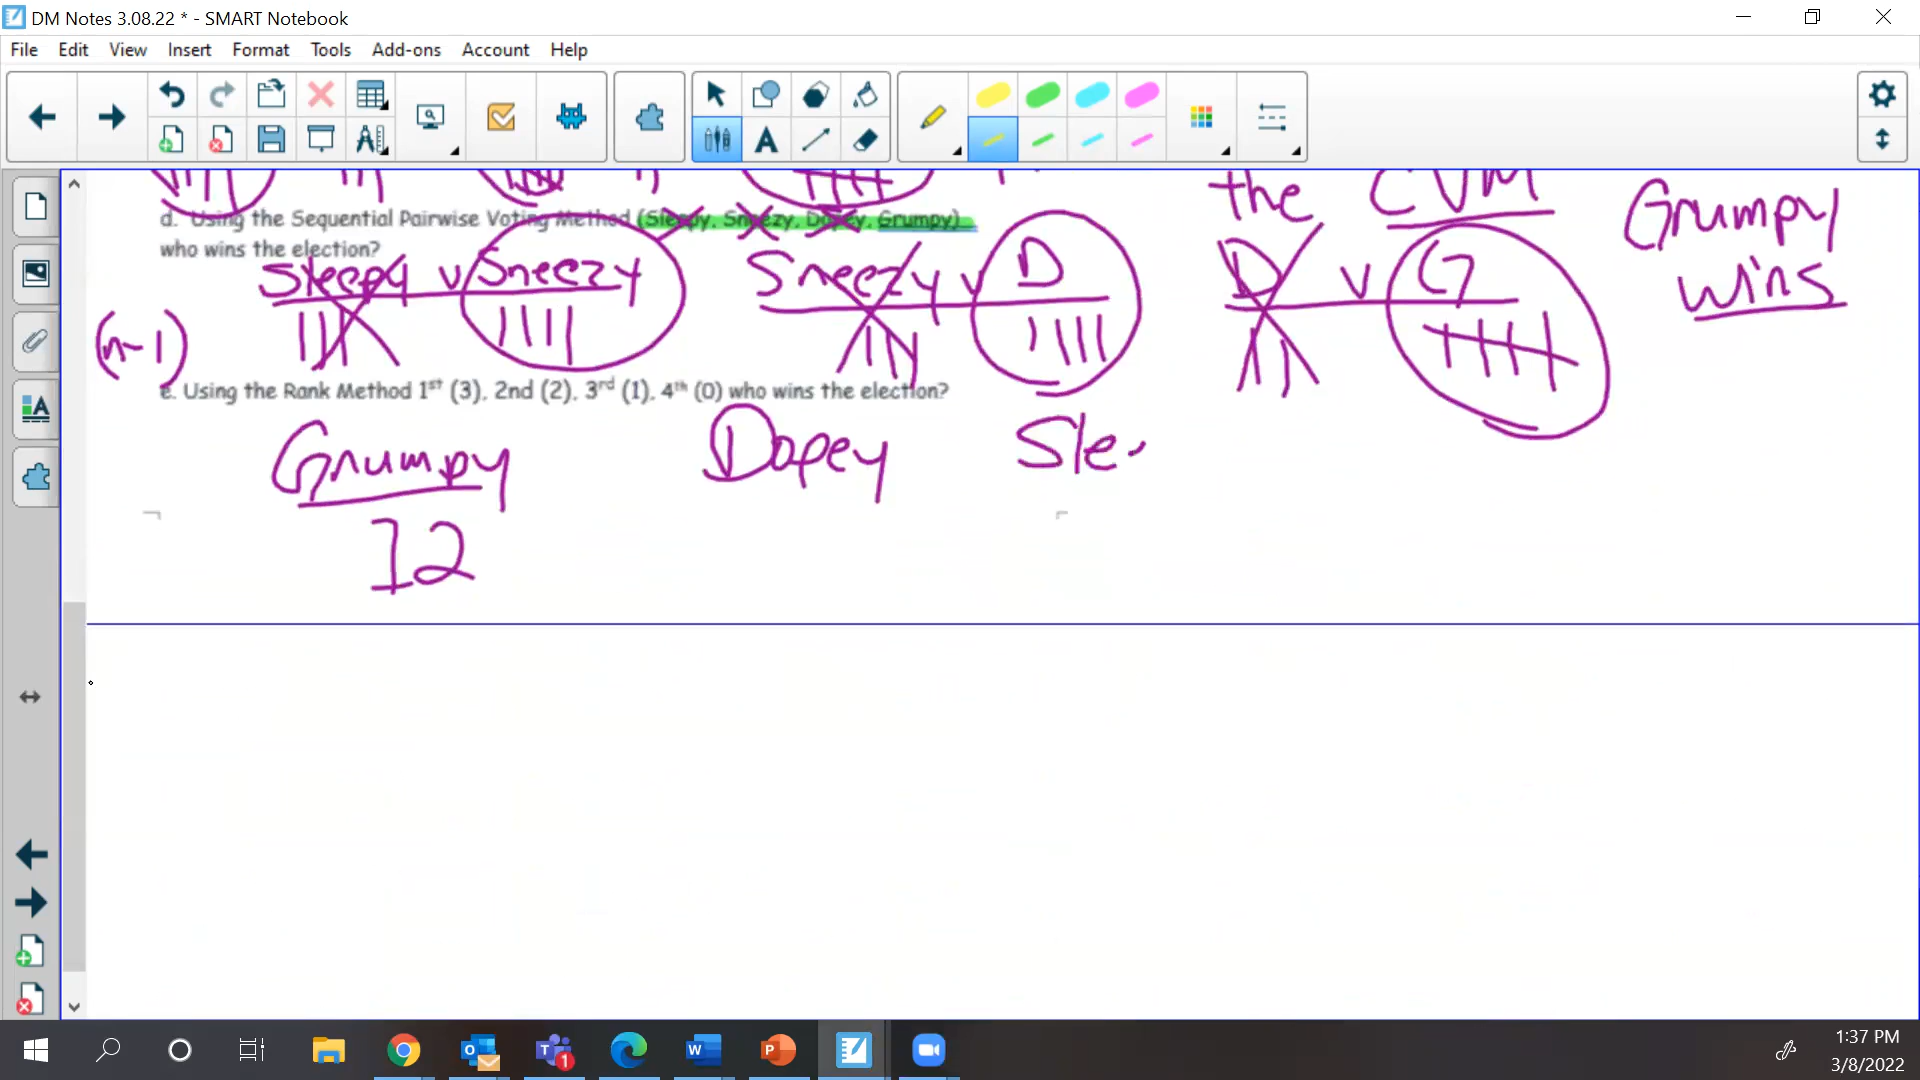 DM Notes 3.08.22 * - SMART Notebook
File Edit View Insert Format Tools Add-ons Account Help
the CVM
Grumpy
wins
d. Using the Sequential Pairwise Voting Method (Sleepy, Sneezy, Dopey, Grumpy)
who wins the election?
Sleepy v Sneezy
Sneezy v D
D v G
(n-1)
e. Using the Rank Method 1st (3), 2nd (2), 3rd (1), 4th (0) who wins the election?
Grumpy Dopey Sle
12
1:37 PM
3/8/2022